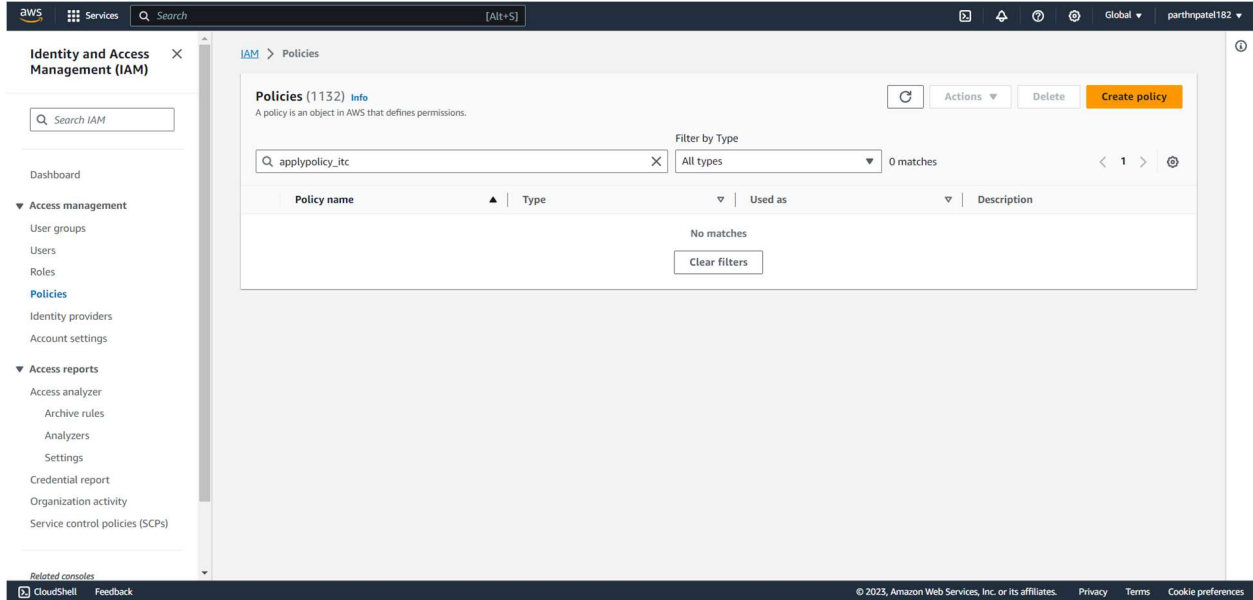 aws
Services
Search
[Alt+S]
Global
parthnpatel182
Identity and Access
Management (IAM)
Search IAM
Dashboard
Access management
User groups
Users
Roles
Policies
Identity providers
Account settings
Access reports
Access analyzer
Archive rules
Analyzers
Settings
Credential report
Organization activity
Service control policies (SCPs)
Related consoles
IAM > Policies
Policies (1132) Info
A policy is an object in AWS that defines permissions.
Actions
Delete
Create policy
Filter by Type
applypolicy_itc
All types
0 matches
1
Policy name
Type
Used as
Description
No matches
Clear filters
CloudShell
Feedback
© 2023, Amazon Web Services, Inc. or its affiliates.
Privacy
Terms
Cookie preferences